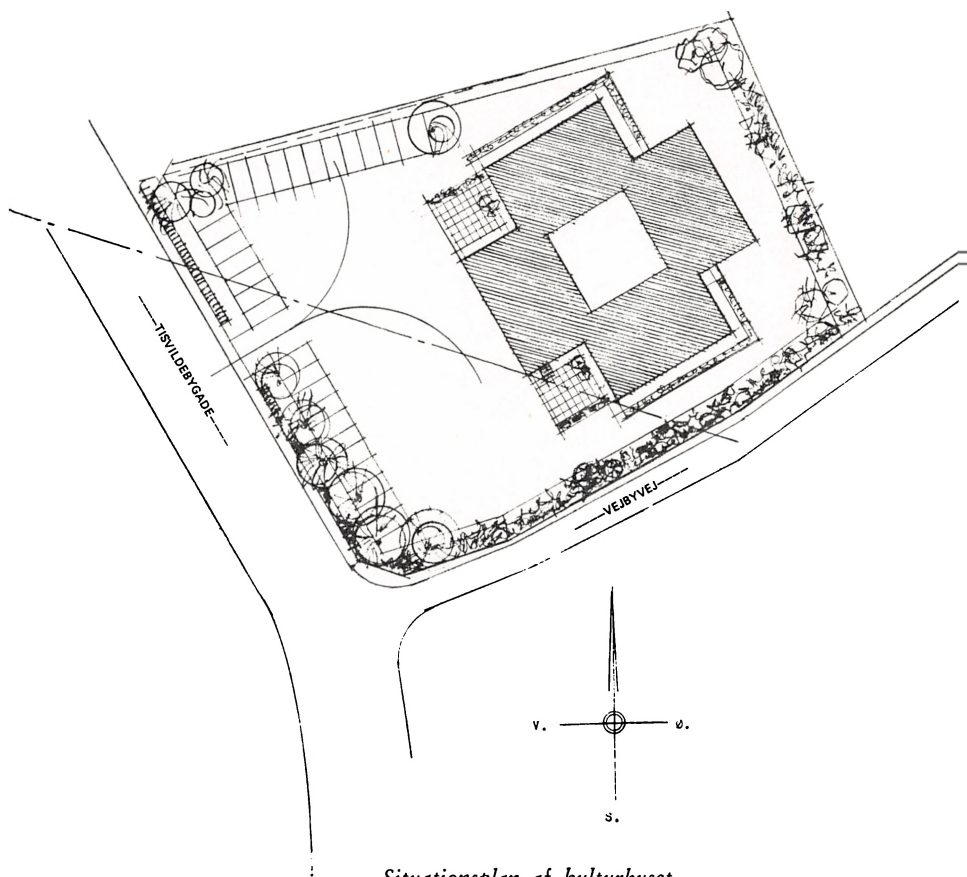 TISVILDEBYGADE
VEJBYVEJ
V.
Ø.
S.
Situationsplan af kulturhuset